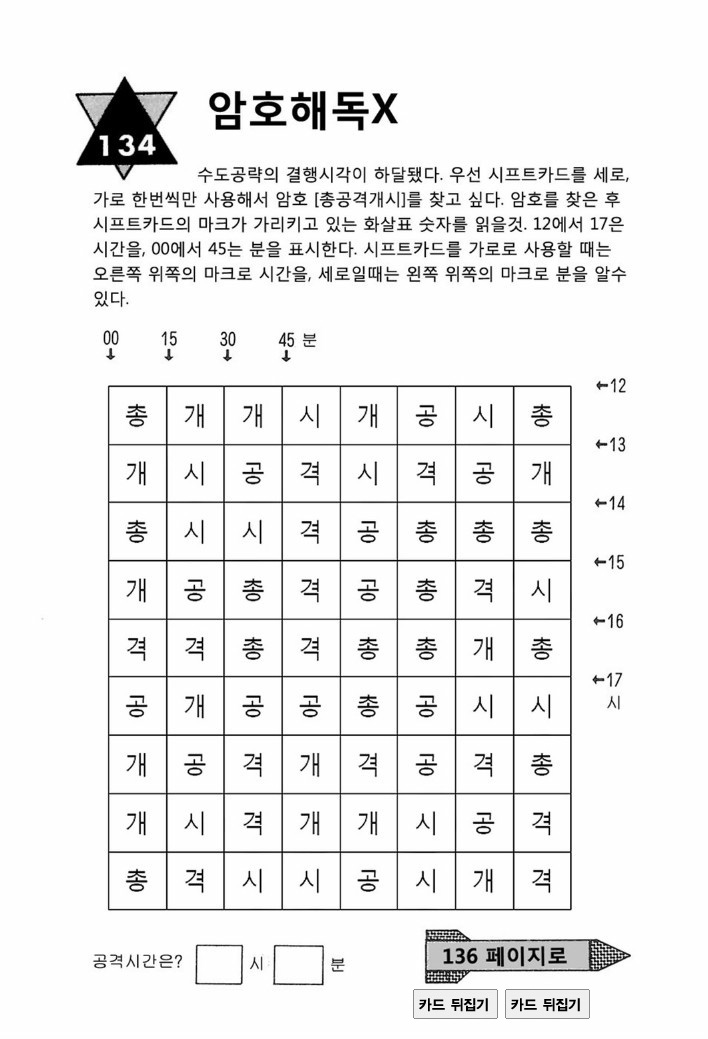 134
암호해독X
수도공략의 결행시각이 하달됐다. 우선 시프트카드를 세로,
가로 한번씩만 사용해서 암호 [총공격개시]를 찾고 싶다. 암호를 찾은 후
시프트카드의 마크가 가리키고 있는 화살표 숫자를 읽을것. 12에서 17은
시간을, 00에서 45는 분을 표시한다. 시프트카드를 가로로 사용할 때는
오른쪽 위쪽의 마크로 시간을, 세로일때는 왼쪽 위쪽의 마크로 분을 알수
있다.
00 15 30 45 분
총 개 개 시 개 공 시 총
←12
개 시 공 격 시 격 공 개
←13
총 시 시 격 공 총 총 총
←14
개 공 총 격 공 총 격 시
←15
격 격 총 격 총 총 개 총
←16
공 개 공 공 총 공 시 시
←17
시
개 공 격 개 격 공 격 총
개 시 격 개 개 시 공 격
총 격 시 시 공 시 개 격
공격시간은? 시 분
136 페이지로
카드 뒤집기 카드 뒤집기